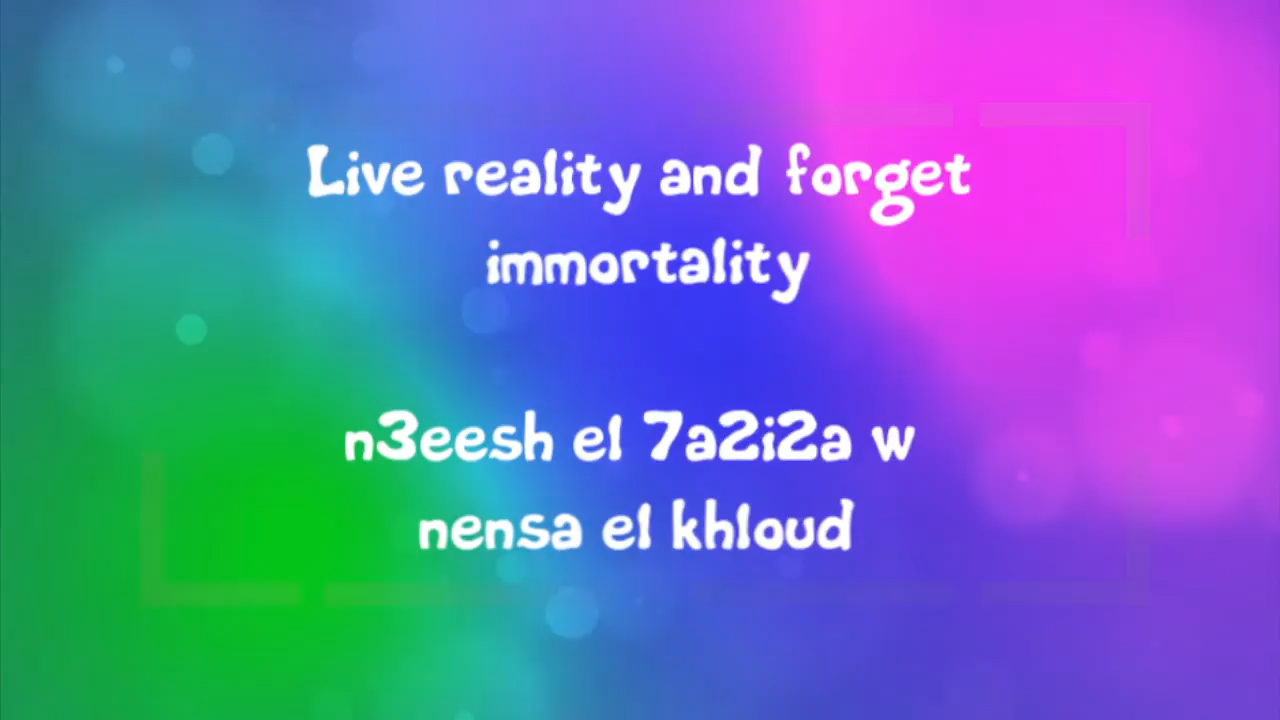 Live reality and forget
immortality
n3eesh el 7a2i2a w
nensa el khloud